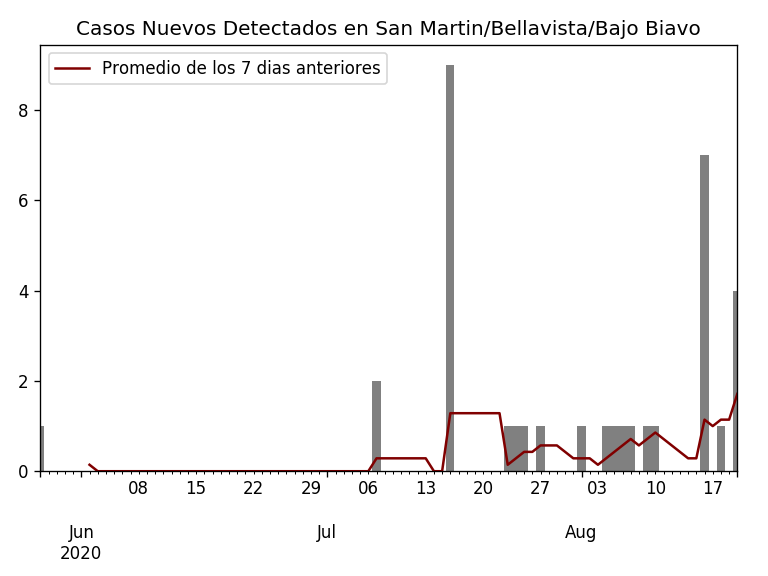 Casos Nuevos Detectados en San Martin/Bellavista/Bajo Biavo
Promedio de los 7 dias anteriores
8
6
4
2
0
08 15 22 29 06 13 20 27 03 10 17
Jun Jul Aug
2020